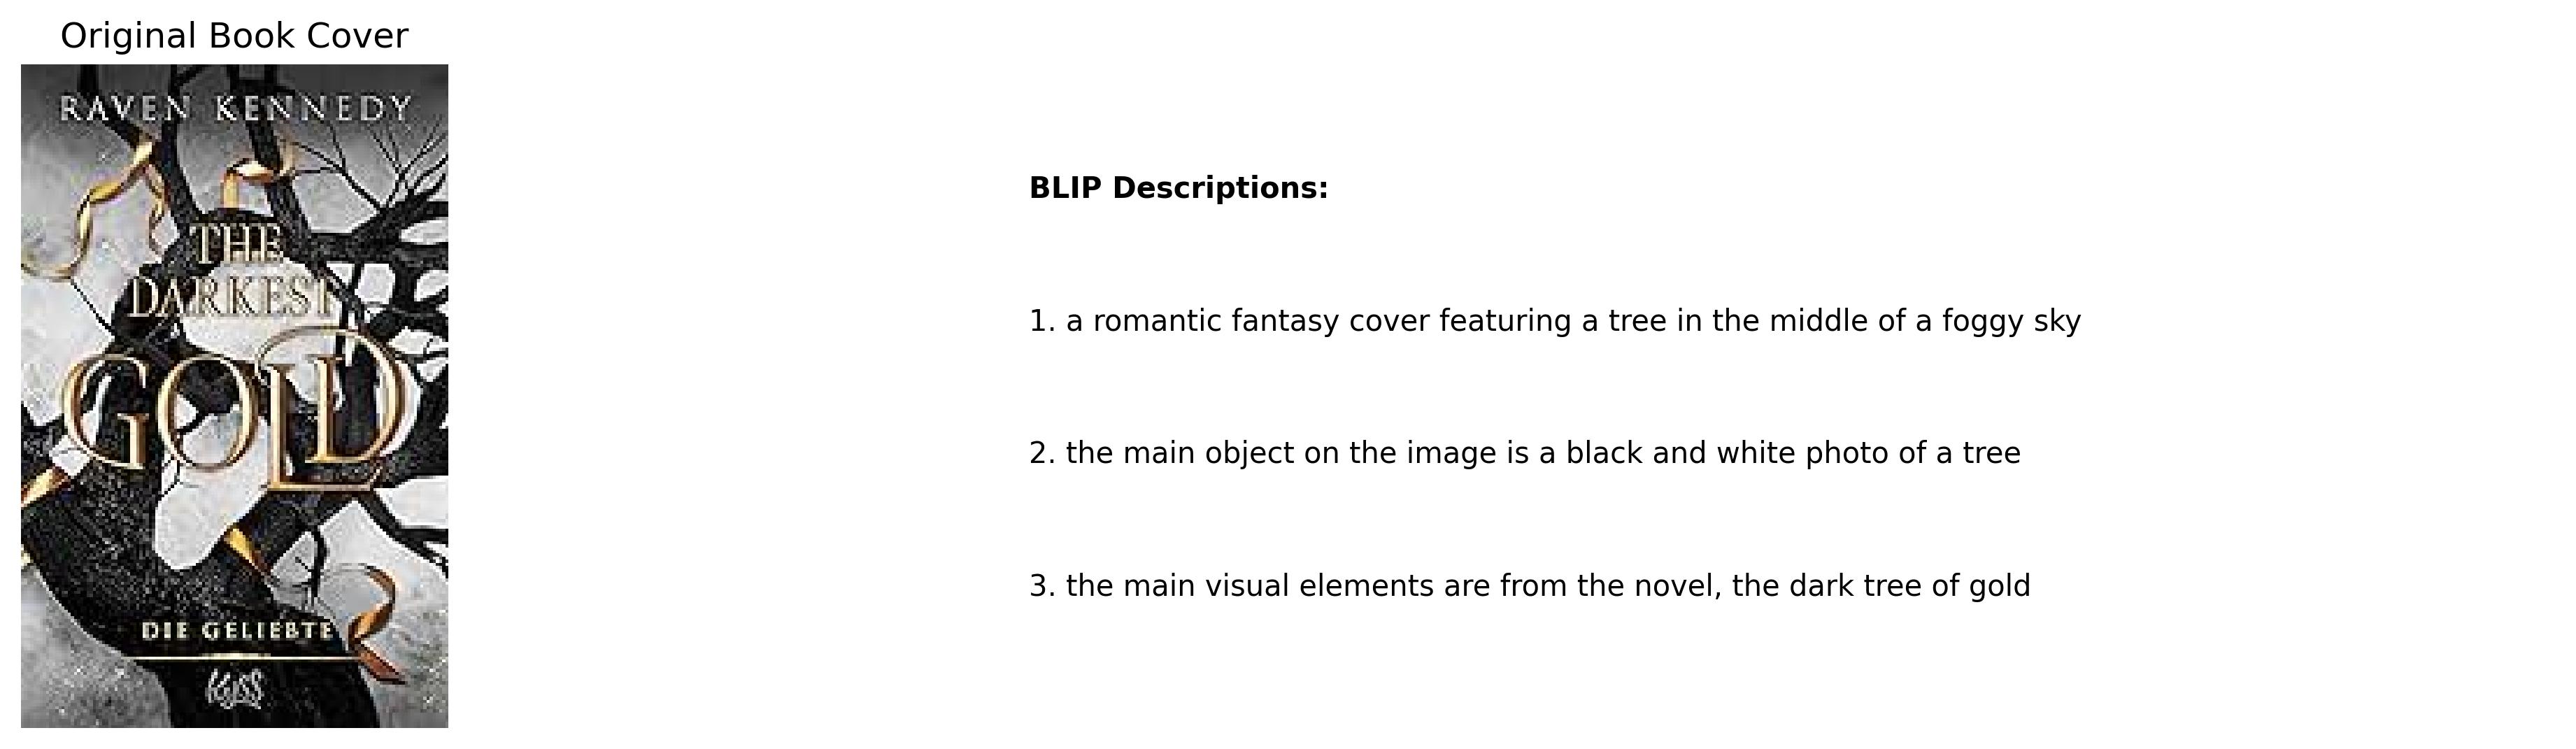 Original Book Cover
RAVEN KENNEDY
THE
DARKEST
GOLD
DIE GELIEBTE
KYSS
BLIP Descriptions:
1. a romantic fantasy cover featuring a tree in the middle of a foggy sky
2. the main object on the image is a black and white photo of a tree
3. the main visual elements are from the novel, the dark tree of gold